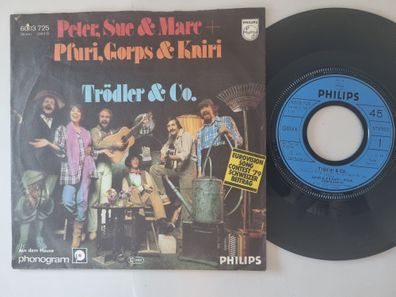 6003 725
Peter, Sue & Marc +
Pfuri, Gorps & Kniri
Trödler & Co.
PHILIPS
EUROVISION
SONG
CONTEST '79
SCHWEIZER
BEITRAG
Aus dem Hause
phonogram
PHILIPS
PHILIPS
45
1